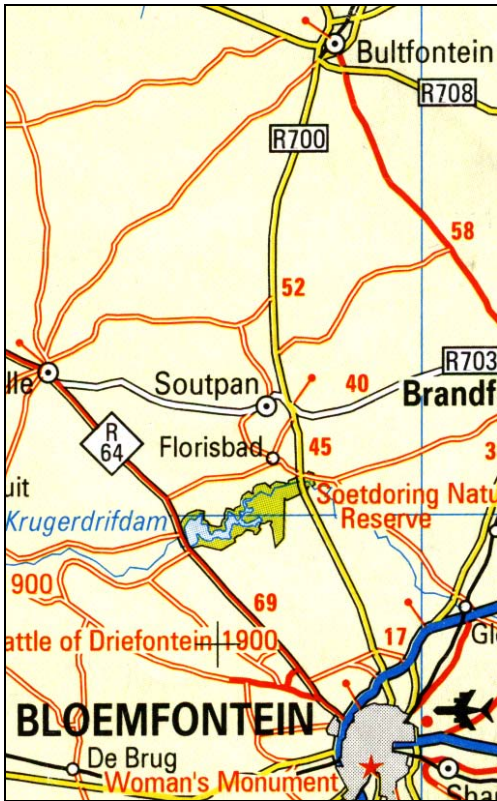 Bultfontein
R708
R700
58
52
R703
lle
Soutpan
40
Brandf
R
64
Florisbad
45
3
uit
Soetdoring Natu
Reserve
Krugerdrifdam
900
69
17
Gl
attle of Driefontein 1900
BLOEMFONTEIN
De Brug
Woman's Monument
Shar